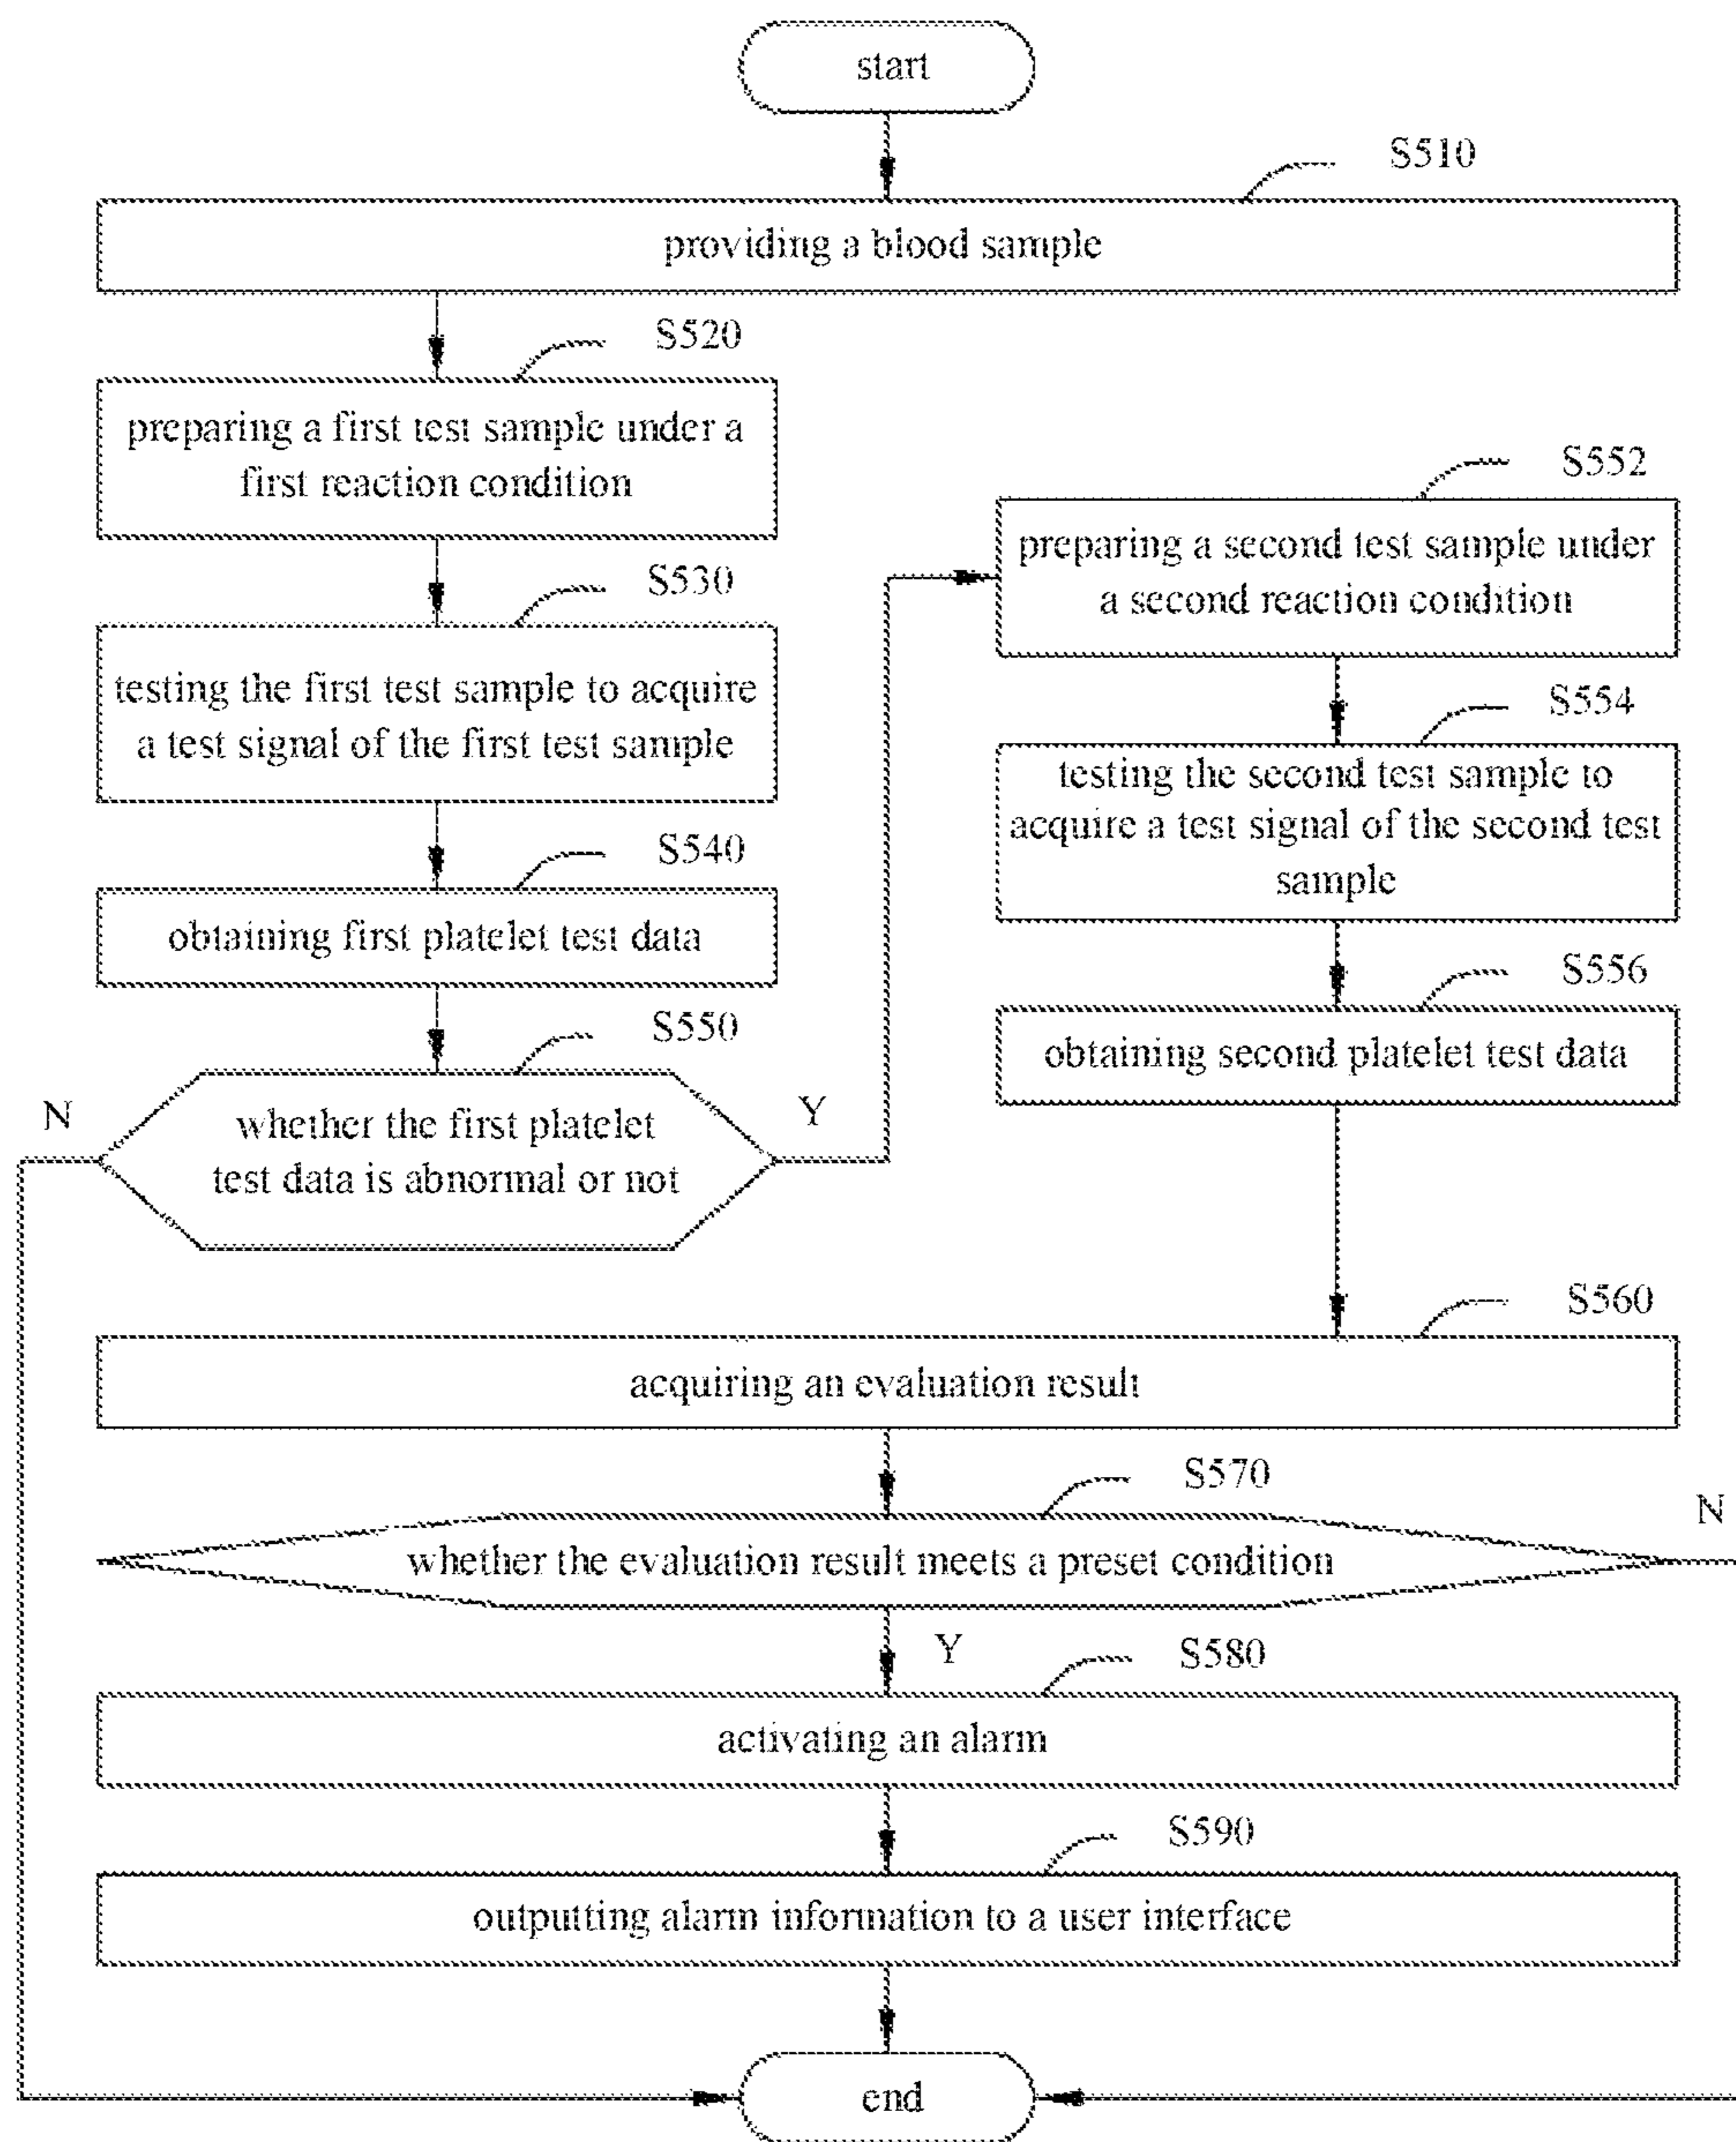 start
S510
providing a blood sample
S520
preparing a first test sample under a
first reaction condition
S530
testing the first test sample to acquire
a test signal of the first test sample
S540
obtaining first platelet test data
S550
N
whether the first platelet
test data is abnormal or not
Y
S552
preparing a second test sample under
a second reaction condition
S554
testing the second test sample to
acquire a test signal of the second test
sample
S556
obtaining second platelet test data
S560
acquiring an evaluation result
S570
whether the evaluation result meets a preset condition
N
Y
S580
activating an alarm
S590
outputting alarm information to a user interface
end